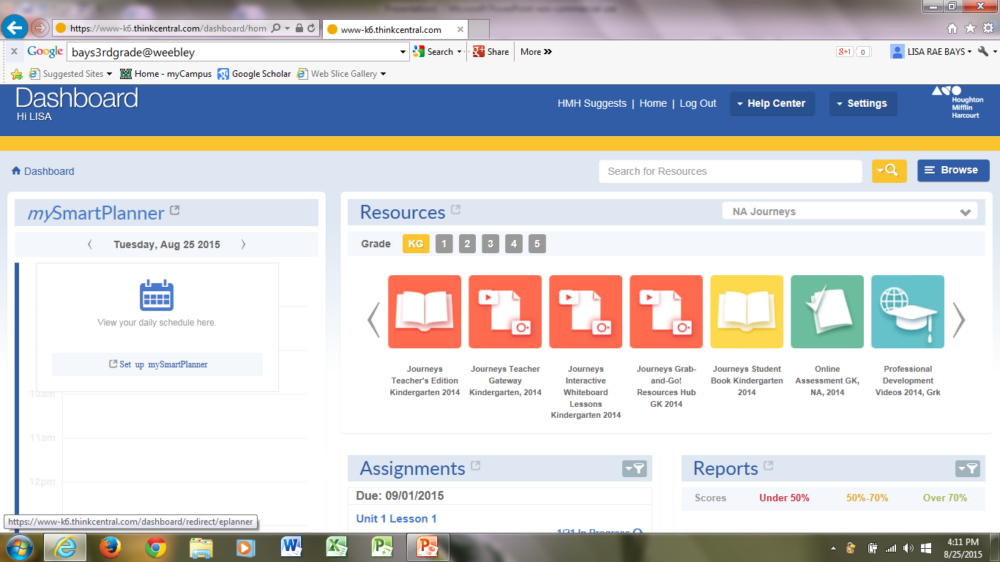 https://www-k6.thinkcentral.com/dashboard/hom
www-k6.thinkcentral.com
x Google bays3rdgrade@weebley Search Share More »
g+1 0 LISA RAE BAYS
Suggested Sites Home - myCampus Google Scholar Web Slice Gallery
Dashboard
Hi LISA
HMH Suggests | Home | Log Out Help Center Settings
Houghton
Mifflin
Harcourt
Dashboard
Search for Resources
Browse
mySmartPlanner
Tuesday, Aug 25 2015
View your daily schedule here.
Set up mySmartPlanner
10am
11am
12pm
Resources
NA Journeys
Grade KG 1 2 3 4 5
Journeys
Teacher's Edition
Kindergarten 2014
Journeys Teacher
Gateway
Kindergarten, 2014
Journeys
Interactive
Whiteboard
Lessons
Kindergarten 2014
Journeys Grab-
and-Go!
Resources Hub
GK 2014
Journeys Student
Book Kindergarten
2014
Online
Assessment GK,
NA, 2014
Professional
Development
Videos 2014, Grk
Assignments
Due: 09/01/2015
Unit 1 Lesson 1
1/21 In Progress
Reports
Scores Under 50% 50%-70% Over 70%
https://www-k6.thinkcentral.com/dashboard/redirect/eplanner
4:11 PM
8/25/2015